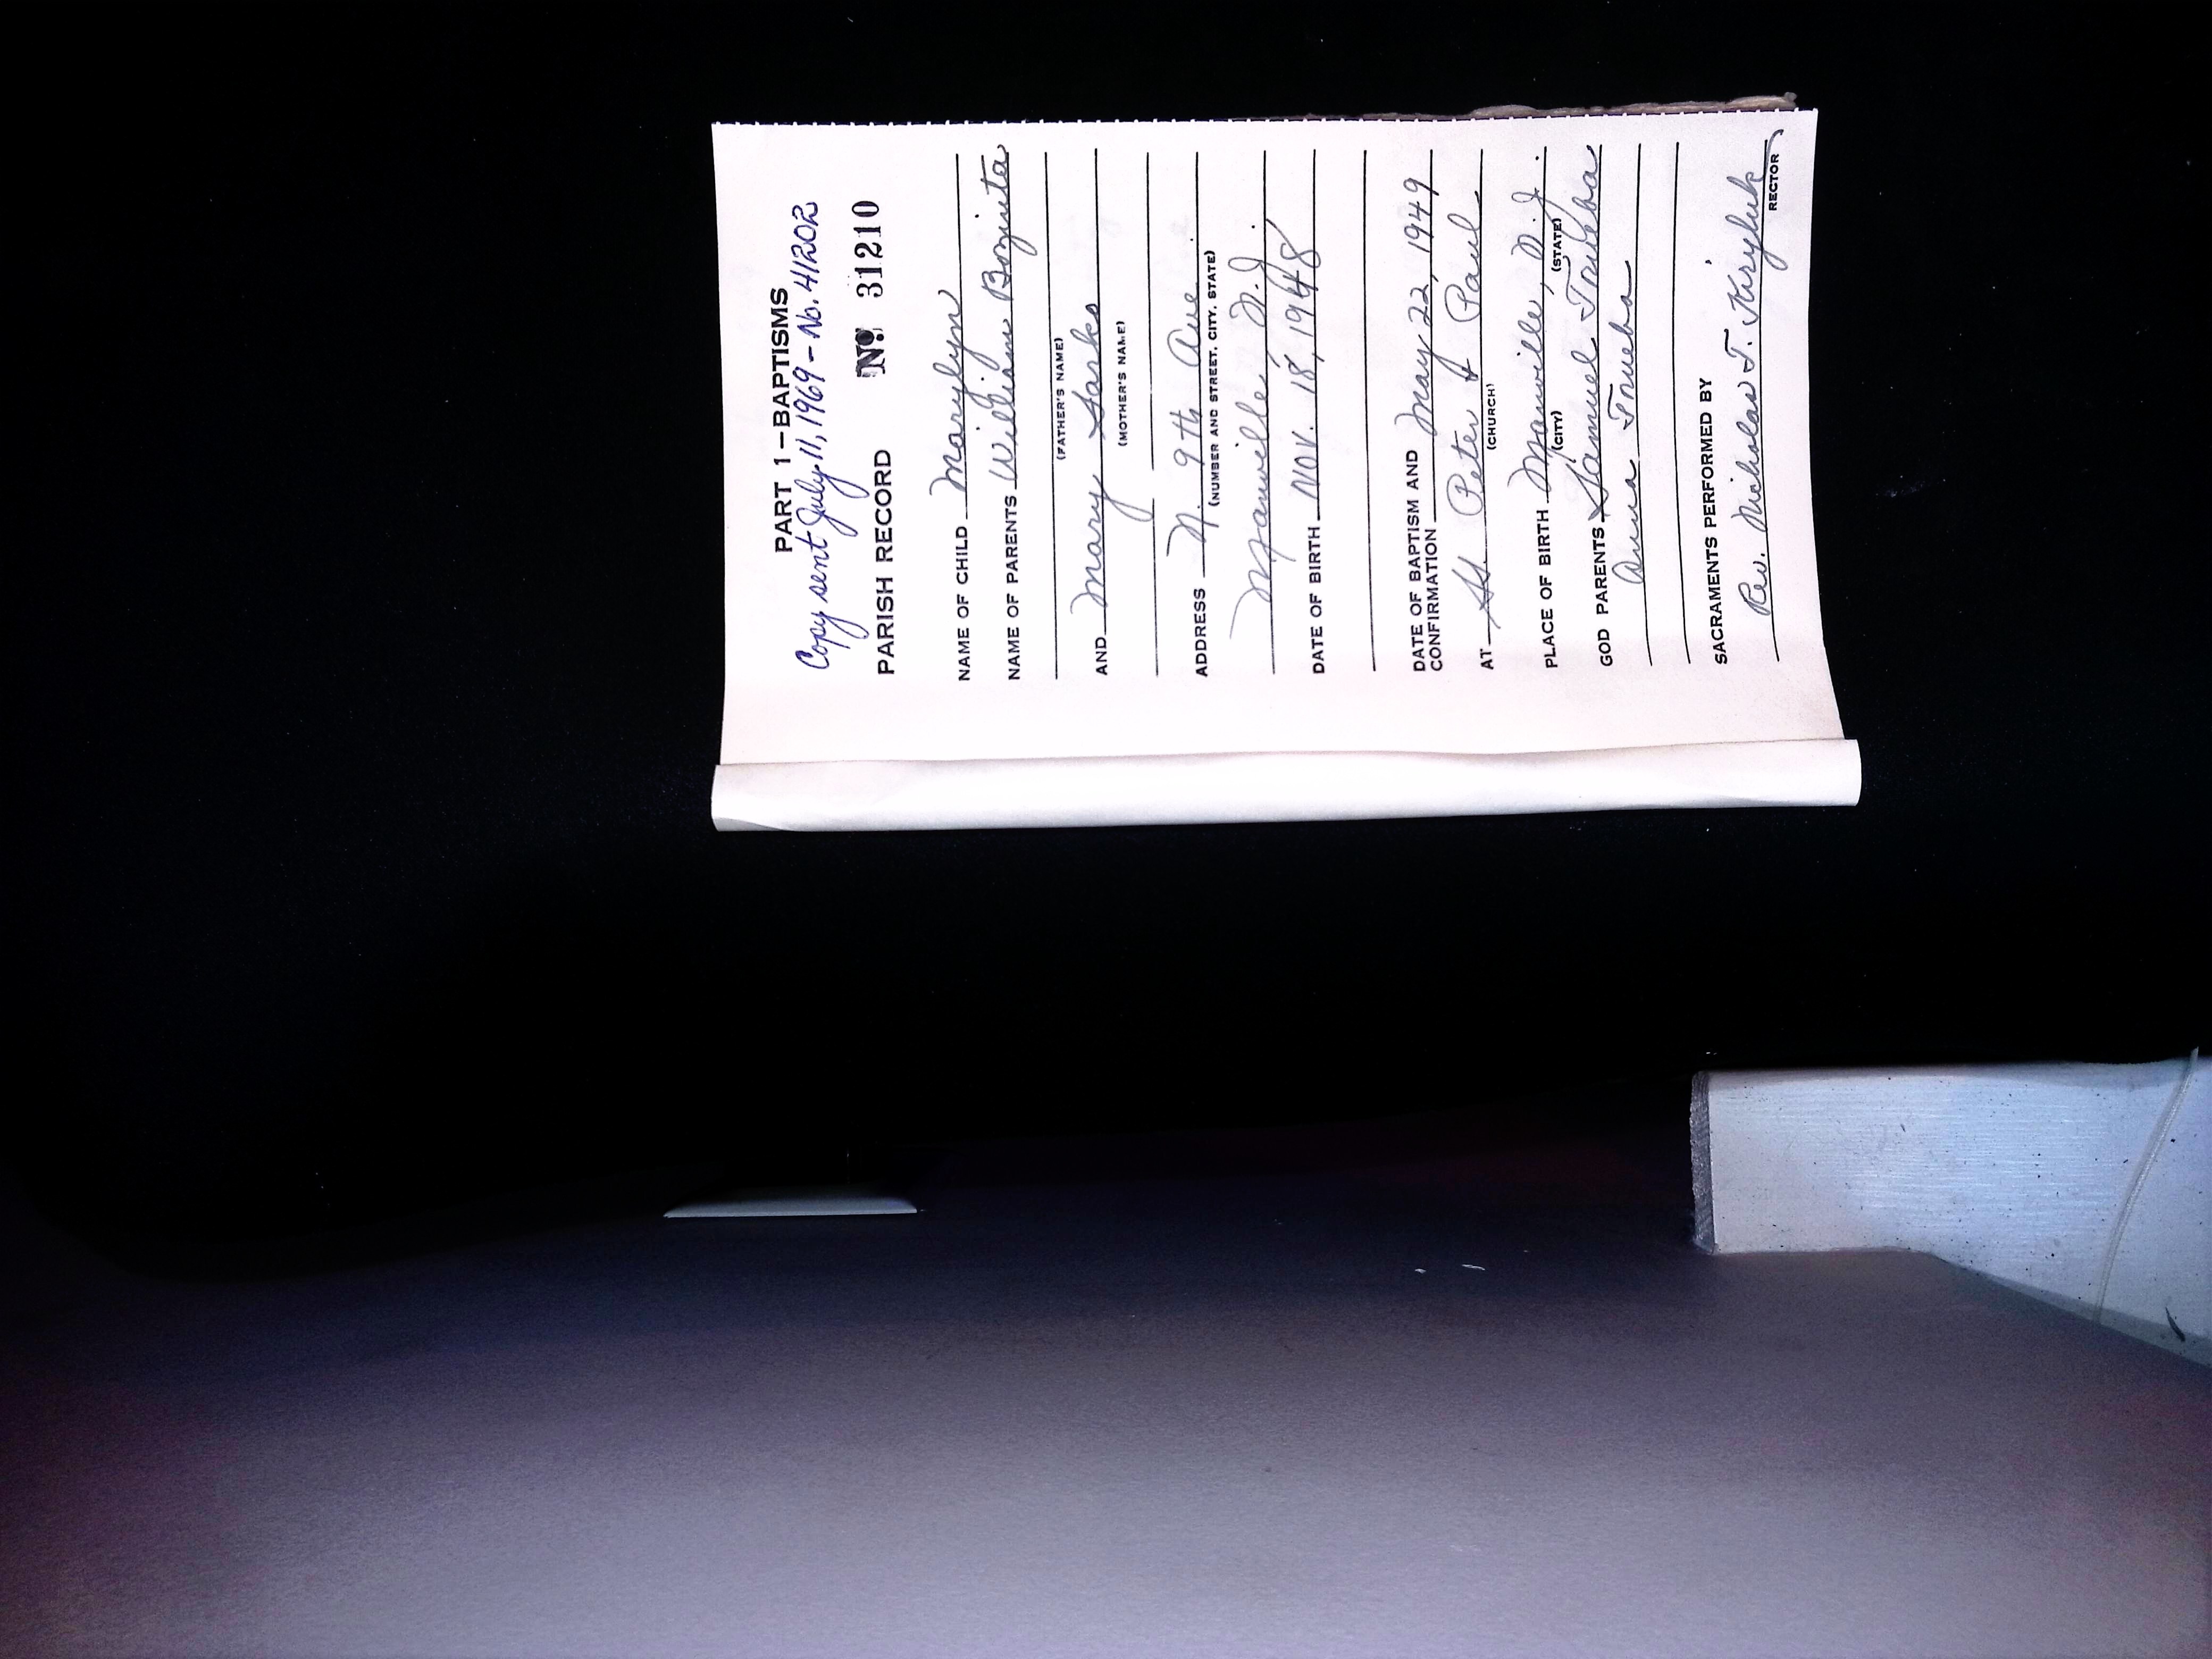 PART 1—BAPTISMS
Copy sent July 11, 1969 – No. 41202
PARISH RECORD No. 31210
NAME OF CHILD Marylyn
NAME OF PARENTS William Bozinta
(FATHER'S NAME)
AND Mary Sarko
(MOTHER'S NAME)
ADDRESS N. 9th Ave
(NUMBER AND STREET, CITY, STATE)
Manville, N.J.
DATE OF BIRTH NOV. 18, 1948
DATE OF BAPTISM AND
CONFIRMATION May 22, 1949
AT SS. Peter & Paul
(CHURCH)
PLACE OF BIRTH Manville, N.J.
(CITY) (STATE)
GOD PARENTS Samuel Trueba
Anna Trueba
SACRAMENTS PERFORMED BY
Rev. Nicholas T. Kiryluk
RECTOR